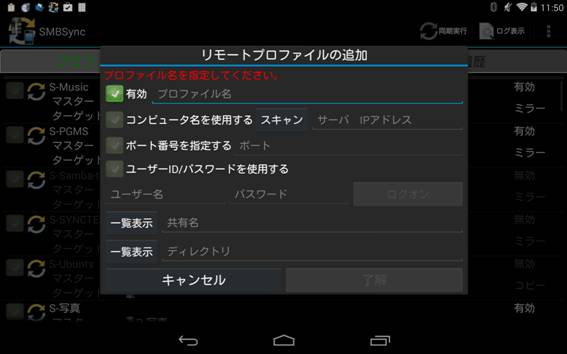 11:50
SMBSync
同期実行
ログ表示
リモートプロファイルの追加
プロファイル名を指定してください。
有効 プロファイル名
コンピュータ名を使用する スキャン サーバ IPアドレス
ポート番号を指定する ポート
ユーザーID/パスワードを使用する
ユーザー名 パスワード ログオン
一覧表示 共有名
一覧表示 ディレクトリ
キャンセル 了解
S-Music 有効
マスター ミラー
ターゲット
S-PGMS 有効
マスター ミラー
ターゲット
S-Samba- 無効
マスター ミラー
ターゲット
S-SYNCTE 無効
マスター ミラー
ターゲット
S-Ubunt 無効
マスター コピー
ターゲット
S-写真 有効
マスター